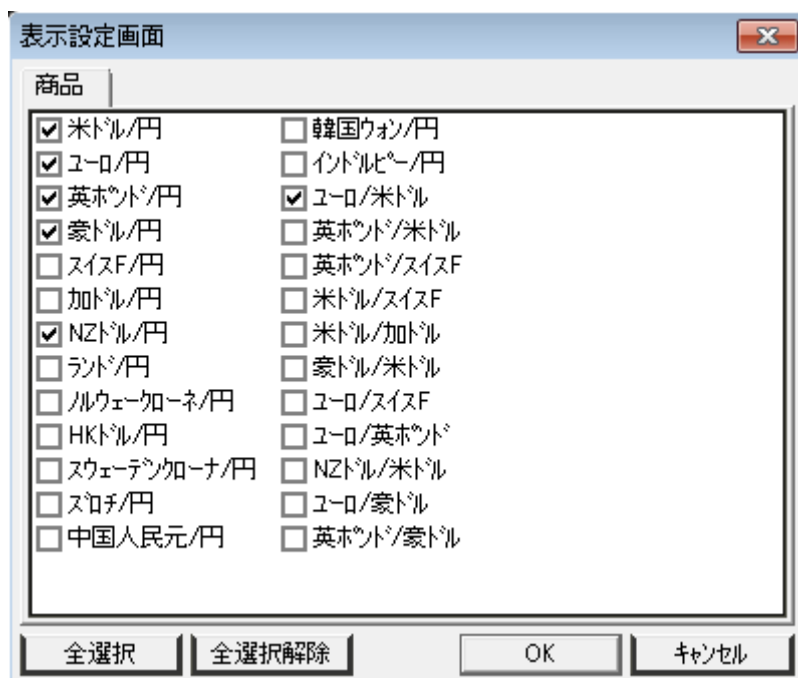 表示設定画面
商品
米ﾄﾞﾙ/円
ﾕｰﾛ/円
英ﾎﾟﾝﾄﾞ/円
豪ﾄﾞﾙ/円
ｽｲｽF/円
加ﾄﾞﾙ/円
NZﾄﾞﾙ/円
ﾗﾝﾄﾞ/円
ﾉﾙｳｪｰｸﾛｰﾈ/円
HKﾄﾞﾙ/円
ｽｳｪｰﾃﾞﾝｸﾛｰﾅ/円
ｽﾞﾛﾁ/円
中国人民元/円
韓国ｳｫﾝ/円
ｲﾝﾄﾞﾙﾋﾟｰ/円
ﾕｰﾛ/米ﾄﾞﾙ
英ﾎﾟﾝﾄﾞ/米ﾄﾞﾙ
英ﾎﾟﾝﾄﾞ/ｽｲｽF
米ﾄﾞﾙ/ｽｲｽF
米ﾄﾞﾙ/加ﾄﾞﾙ
豪ﾄﾞﾙ/米ﾄﾞﾙ
ﾕｰﾛ/ｽｲｽF
ﾕｰﾛ/英ﾎﾟﾝﾄﾞ
NZﾄﾞﾙ/米ﾄﾞﾙ
ﾕｰﾛ/豪ﾄﾞﾙ
英ﾎﾟﾝﾄﾞ/豪ﾄﾞﾙ
全選択
全選択解除
OK
ｷｬﾝｾﾙ